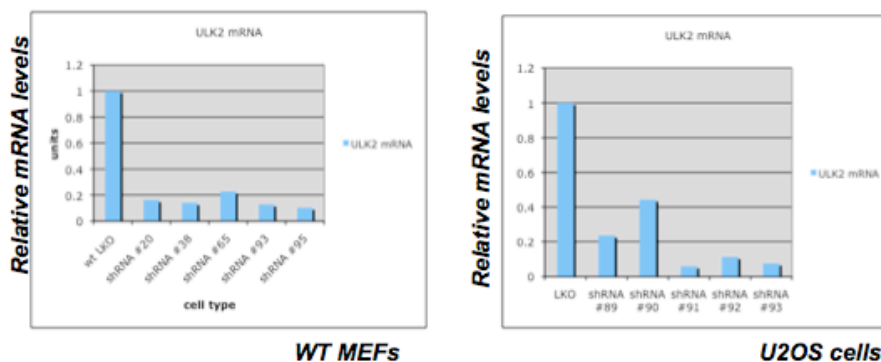 ULK2 mRNA
Relative mRNA levels
units
1.2
1
0.8
0.6
0.4
0.2
0
wt LKO
shRNA #20
shRNA #38
shRNA #65
shRNA #93
shRNA #95
cell type
ULK2 mRNA
WT MEFs
ULK2 mRNA
Relative mRNA levels
1.2
1
0.8
0.6
0.4
0.2
0
LKO
shRNA #89
shRNA #90
shRNA #91
shRNA #92
shRNA #93
ULK2 mRNA
U2OS cells